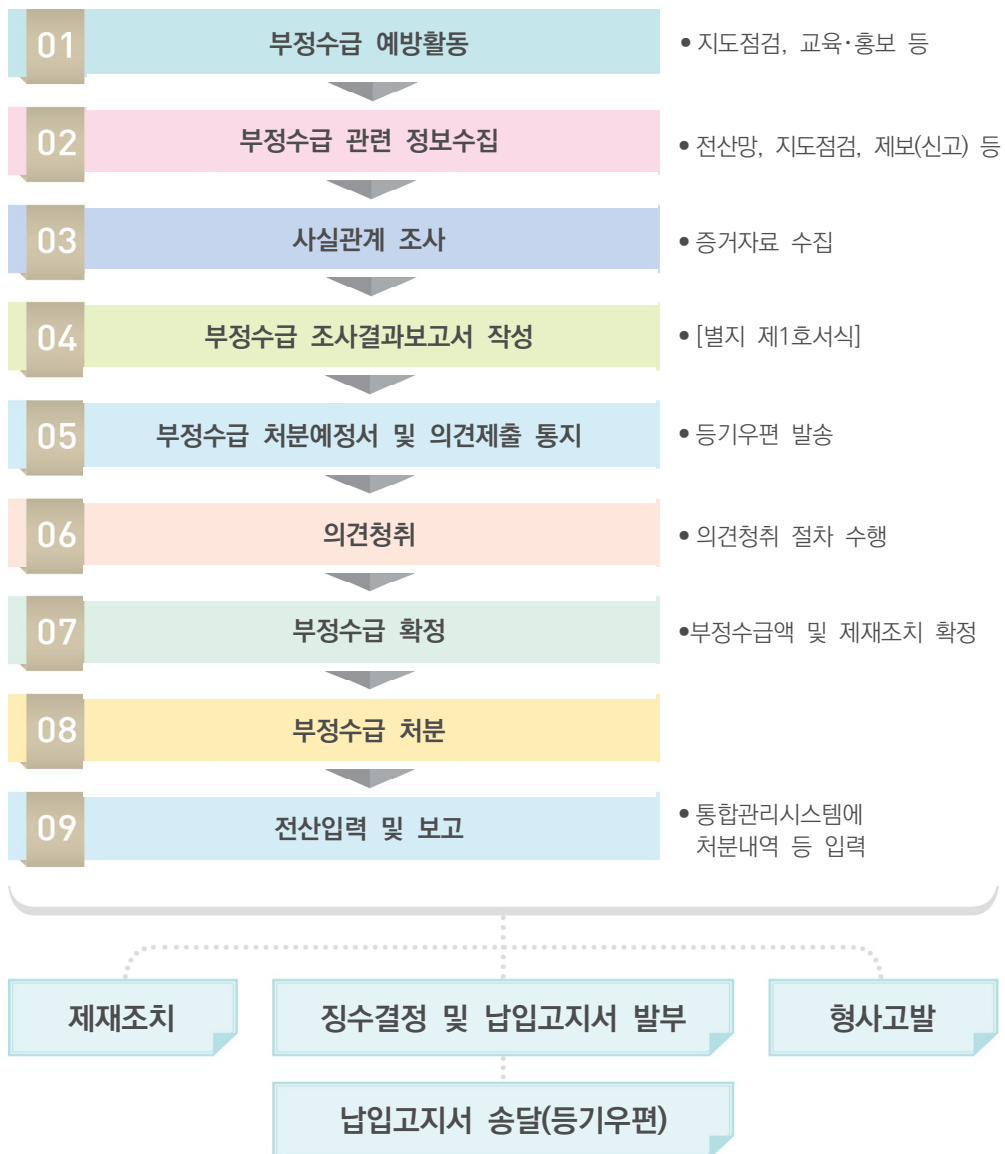 01 부정수급 예방활동 • 지도점검, 교육·홍보 등
02 부정수급 관련 정보수집 • 전산망, 지도점검, 제보(신고) 등
03 사실관계 조사 • 증거자료 수집
04 부정수급 조사결과보고서 작성 • [별지 제1호서식]
05 부정수급 처분예정서 및 의견제출 통지 • 등기우편 발송
06 의견청취 • 의견청취 절차 수행
07 부정수급 확정 •부정수급액 및 제재조치 확정
08 부정수급 처분
09 전산입력 및 보고 • 통합관리시스템에
처분내역 등 입력
제재조치 징수결정 및 납입고지서 발부 형사고발
납입고지서 송달(등기우편)